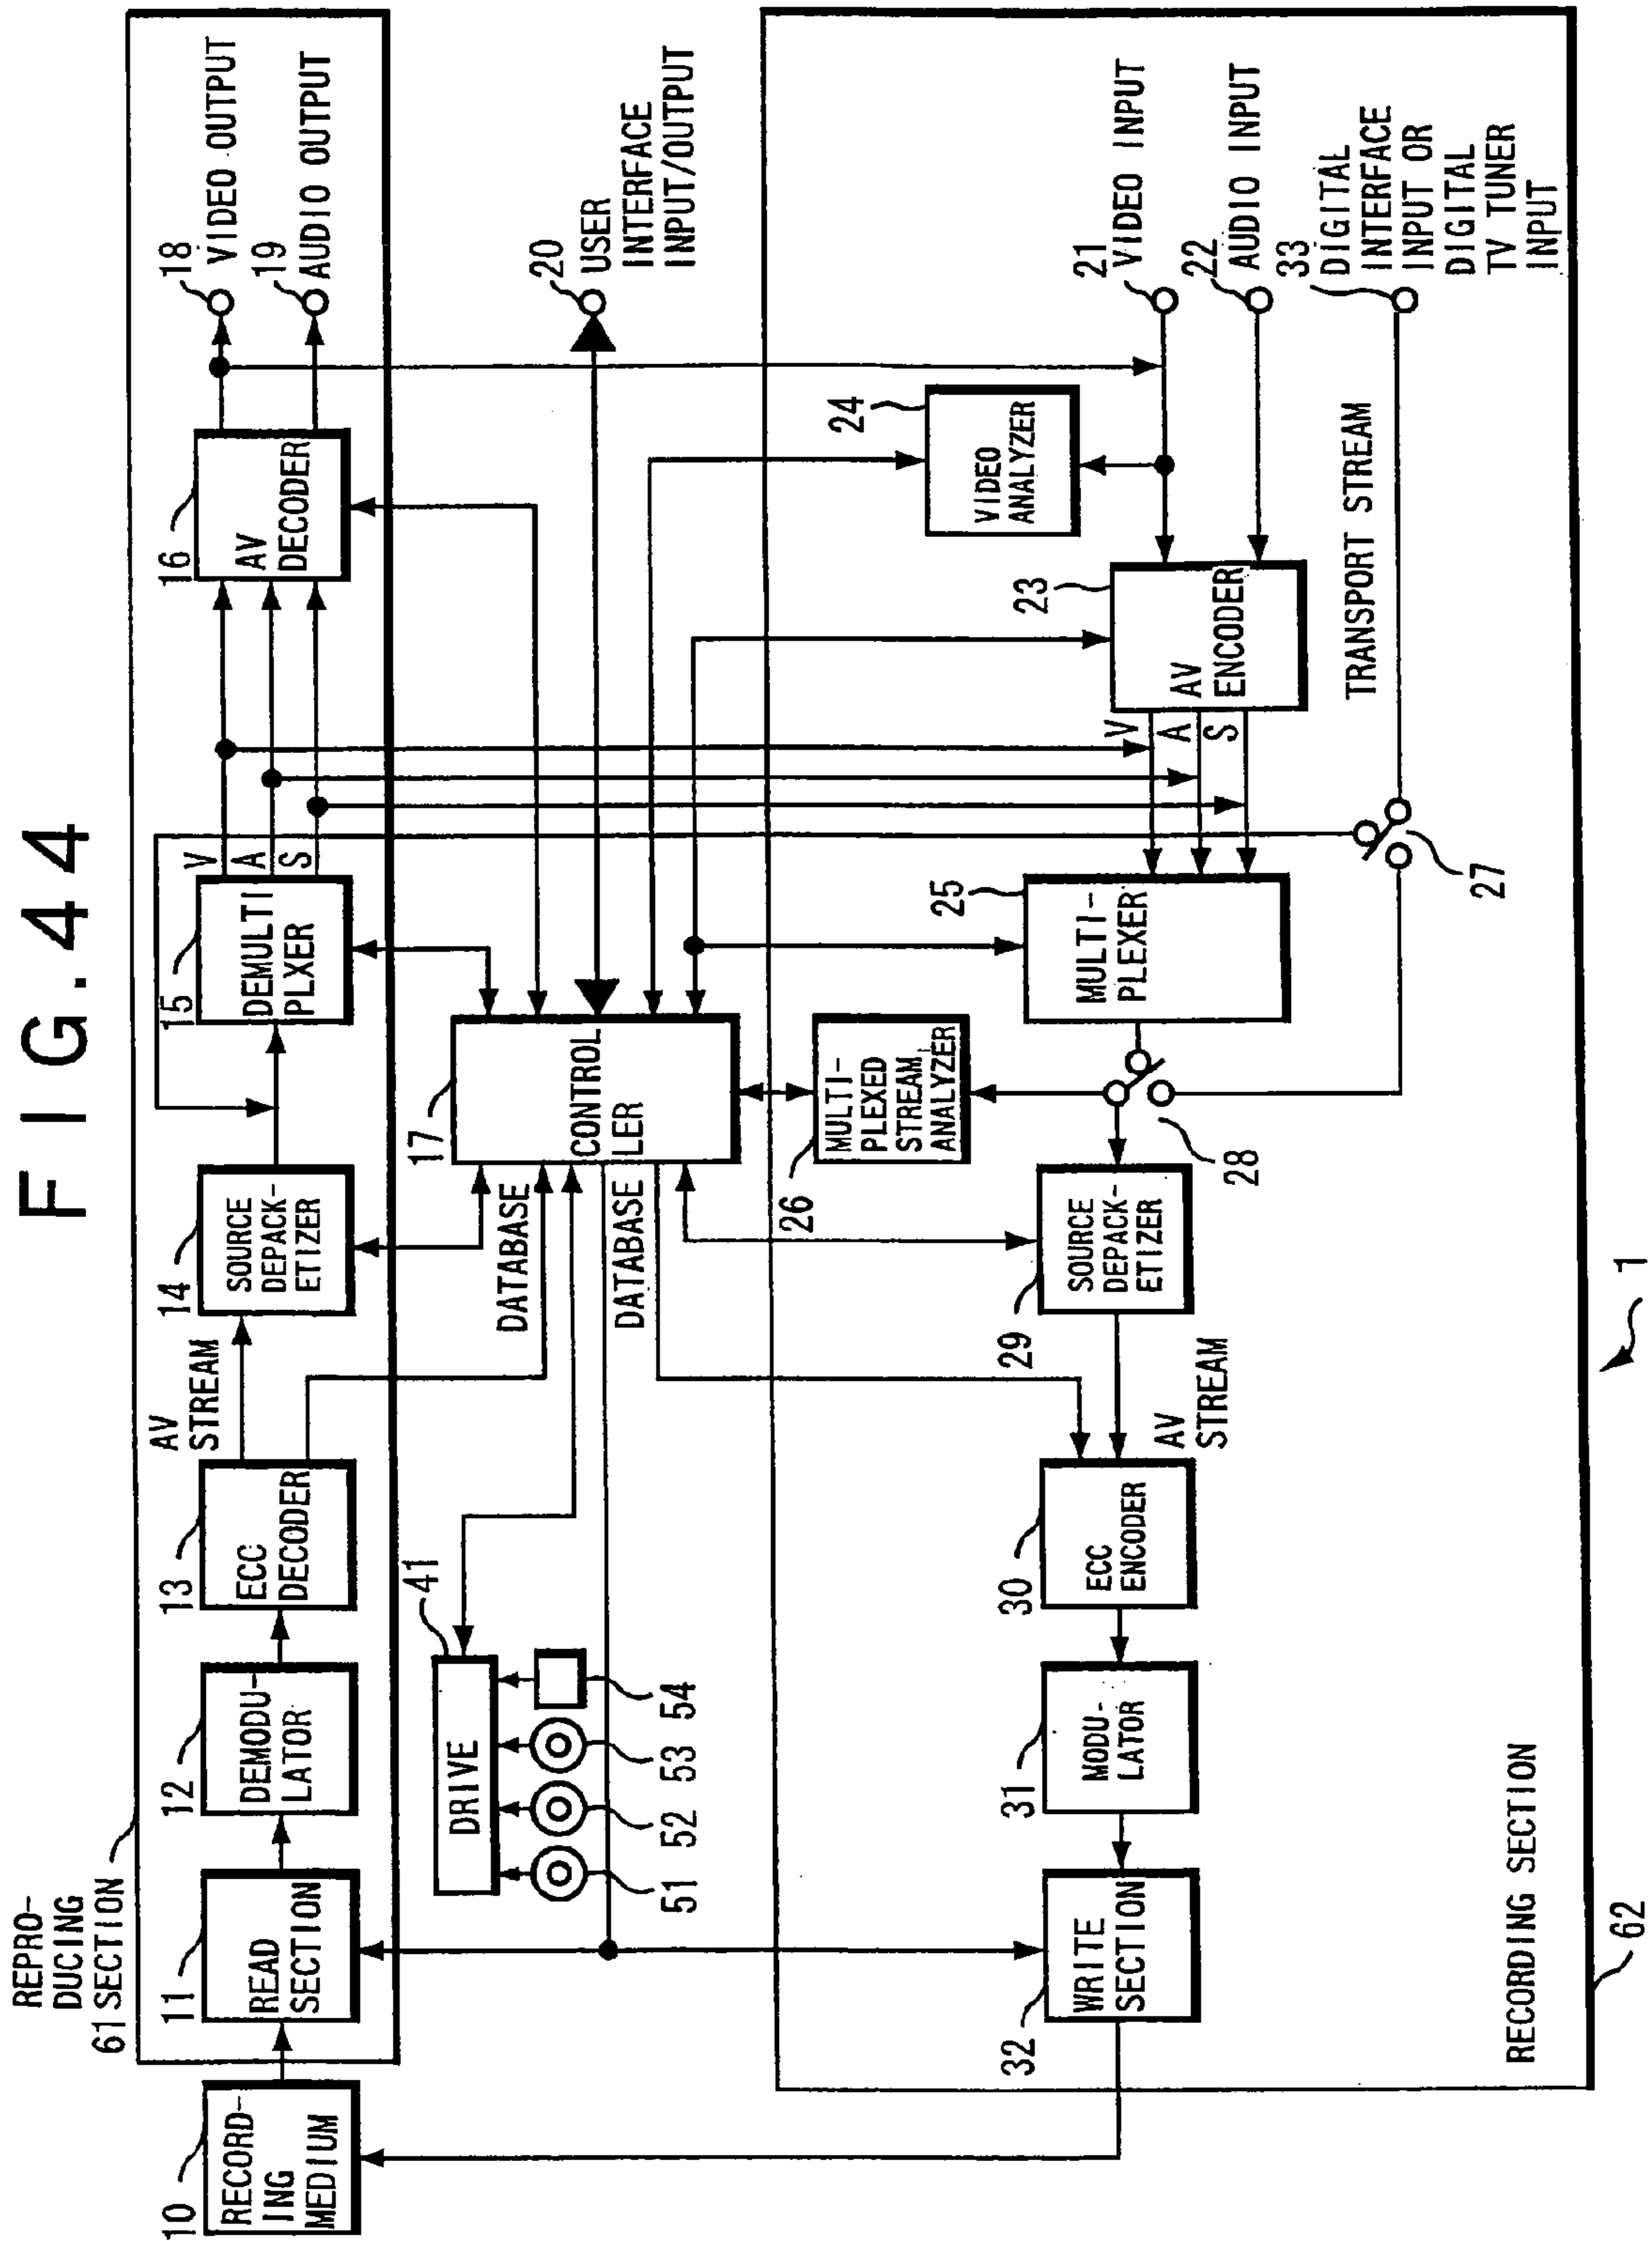 FIG.44
REPRO-
DUCING
61 SECTION
10
RECORD-
ING
MEDIUM
11
READ
SECTION
12
DEMODU-
LATOR
13
ECC
DECODER
AV
STREAM
14
SOURCE
DEPACK-
ETIZER
15
DEMULTI
PLXER
V
A
S
16
AV
DECODER
18
VIDEO OUTPUT
19
AUDIO OUTPUT
41
DRIVE
51
52
53
54
DATABASE
DATABASE
17
CONTROL
LER
20
USER
INTERFACE
INPUT/OUTPUT
26
MULTI-
PLEXED
STREAM
ANALYZER
24
VIDEO
ANALYZER
21
VIDEO INPUT
22
AUDIO INPUT
33
DIGITAL
INTERFACE
INPUT OR
DIGITAL
TV TUNER
INPUT
32
WRITE
SECTION
31
MODU-
LATOR
30
ECC
ENCODER
AV
STREAM
29
SOURCE
DEPACK-
ETIZER
28
25
MULTI-
PLEXER
V
A
S
23
AV
ENCODER
27
TRANSPORT STREAM
RECORDING SECTION
62
1